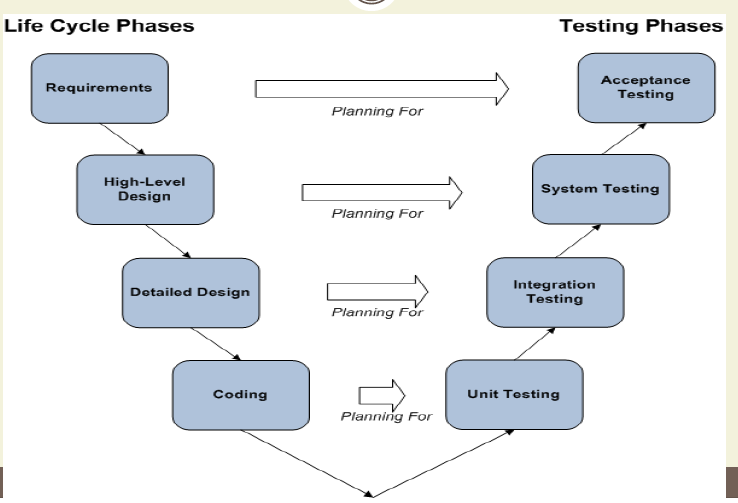 Life Cycle Phases
Testing Phases
Requirements
Planning For
Acceptance
Testing
High-Level
Design
Planning For
System Testing
Detailed Design
Planning For
Integration
Testing
Coding
Planning For
Unit Testing